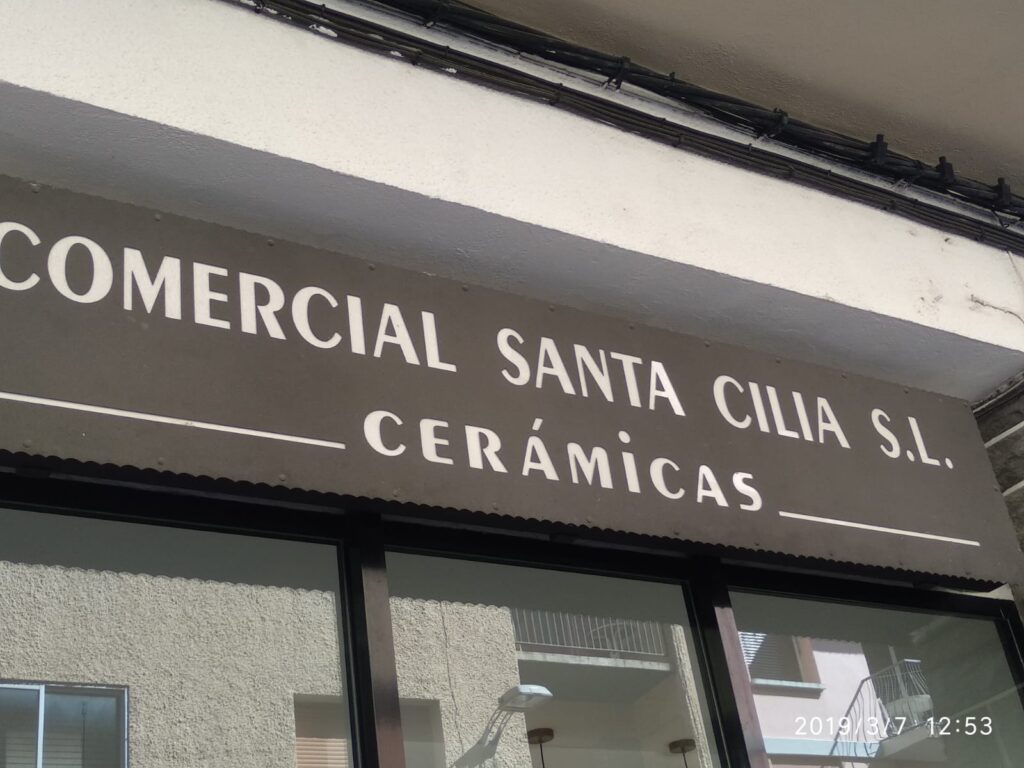 COMERCIAL SANTA CILIA S.L.
CERÁMiCAS
2019/3/7 12:53